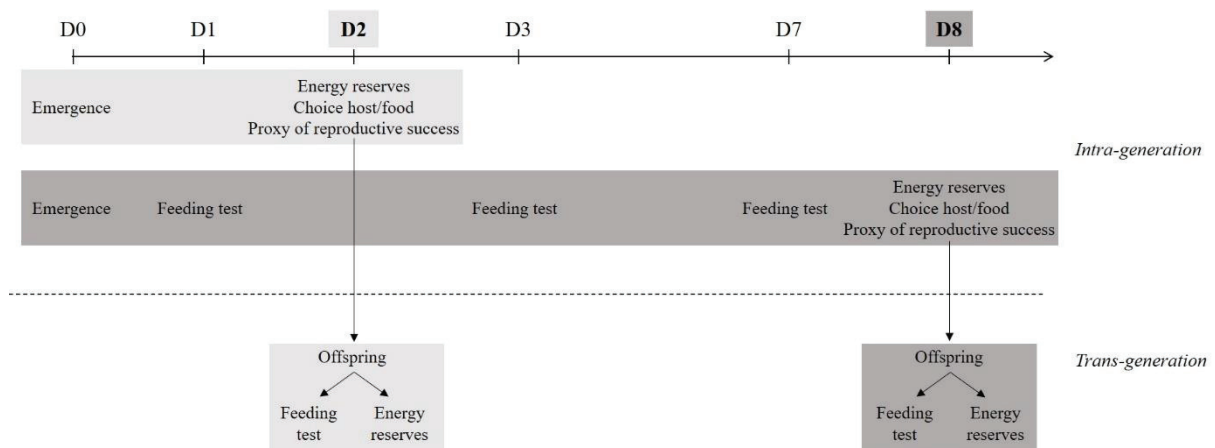 D0 D1 D2 D3 D7 D8
Energy reserves
Emergence Choice host/food
Proxy of reproductive success
Intra-generation
Energy reserves
Emergence Feeding test Feeding test Feeding test Choice host/food
Proxy of reproductive success
Offspring Offspring
Trans-generation
Feeding Energy Feeding Energy
test reserves test reserves